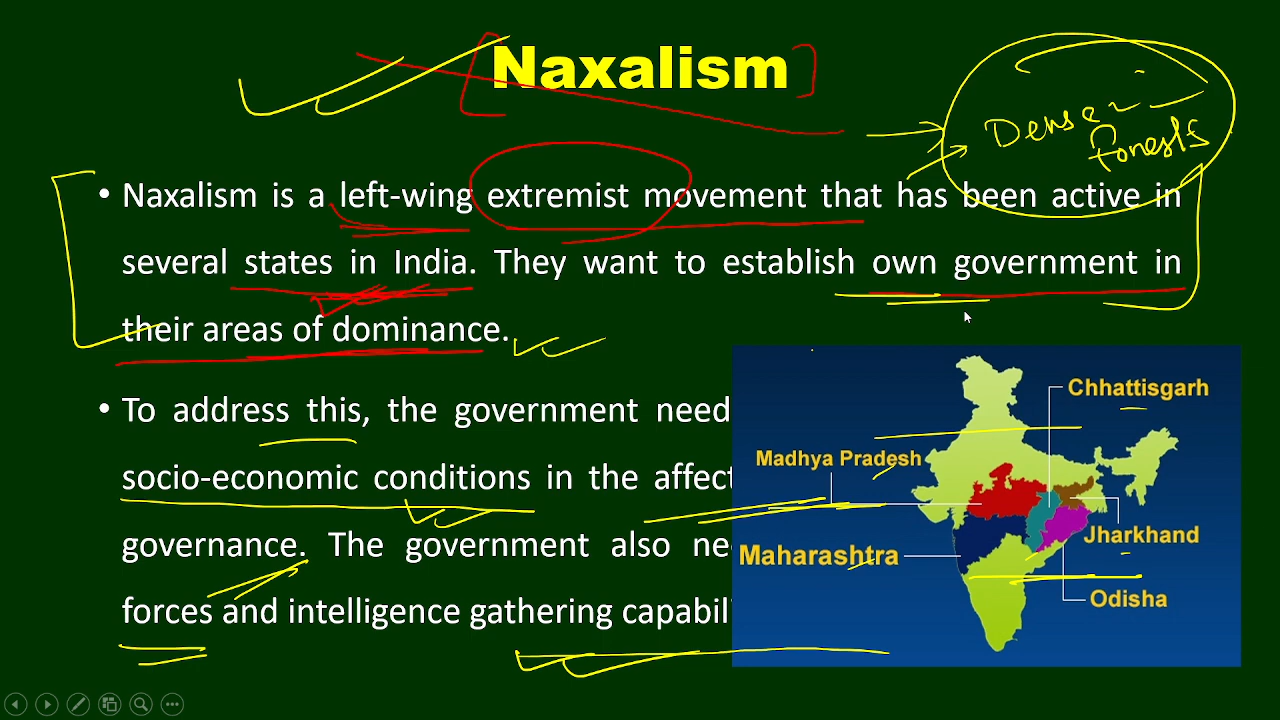 Naxalism
Dense
Forests
• Naxalism is a left-wing extremist movement that has been active in
several states in India. They want to establish own government in
their areas of dominance.
• To address this, the government need
socio-economic conditions in the affect
governance. The government also ne
forces and intelligence gathering capabil
Chhattisgarh
Madhya Pradesh
Jharkhand
Maharashtra
Odisha